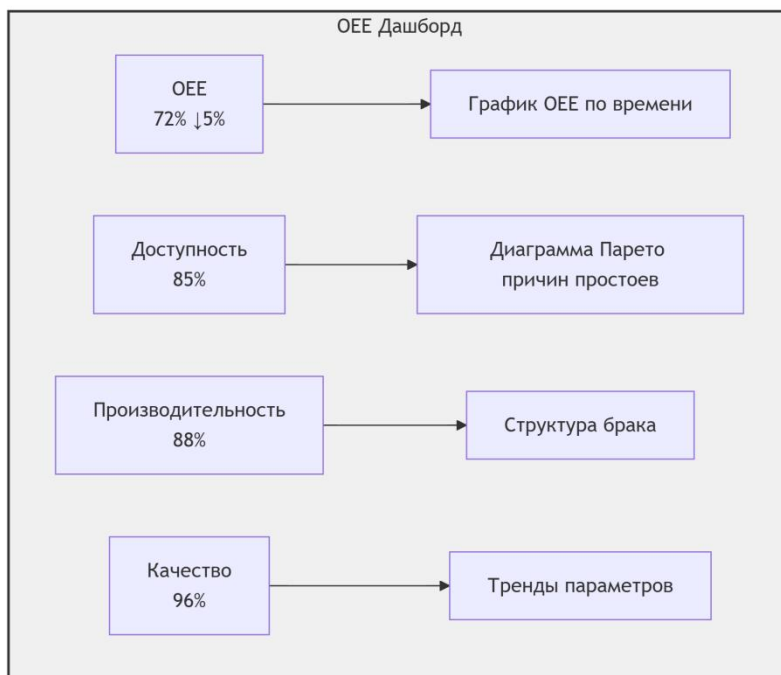 OEE Дашборд
OEE
72% ↓5%
График OEE по времени
Доступность
85%
Диаграмма Парето
причин простоев
Производительность
88%
Структура брака
Качество
96%
Тренды параметров